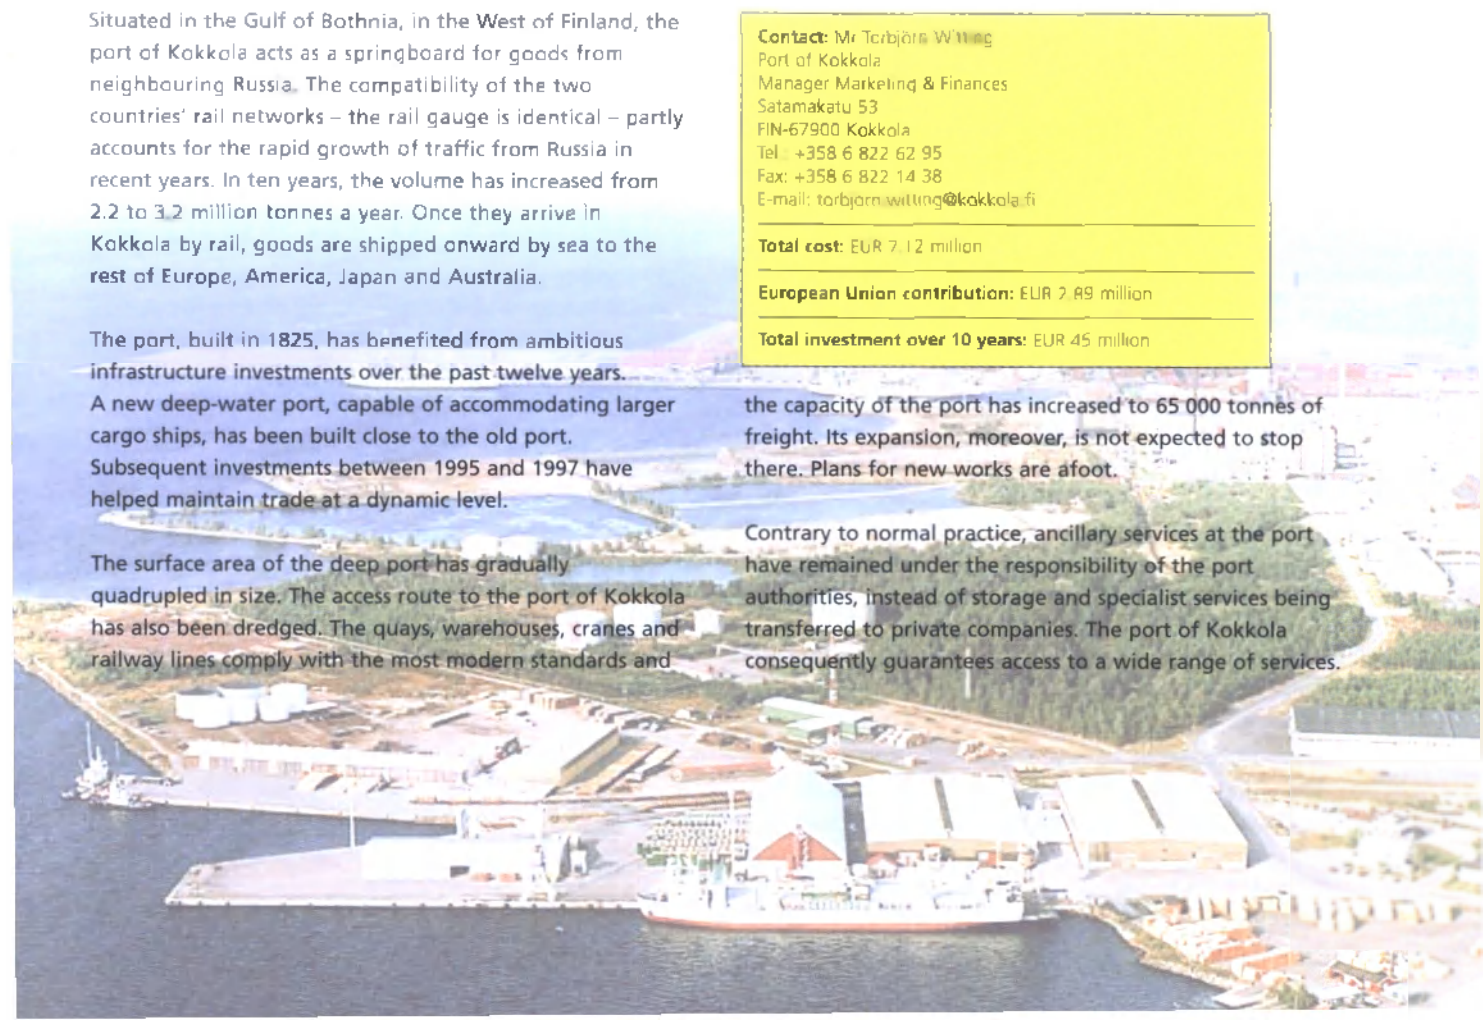 Situated in the Gulf of Bothnia, in the West of Finland, the
port of Kokkola acts as a springboard for goods from
neighbouring Russia. The compatibility of the two
countries' rail networks – the rail gauge is identical – partly
accounts for the rapid growth of traffic from Russia in
recent years. In ten years, the volume has increased from
2.2 to 3.2 million tonnes a year. Once they arrive in
Kokkola by rail, goods are shipped onward by sea to the
rest of Europe, America, Japan and Australia.
The port, built in 1825, has benefited from ambitious
infrastructure investments over the past twelve years.
A new deep-water port, capable of accommodating larger
cargo ships, has been built close to the old port.
Subsequent investments between 1995 and 1997 have
helped maintain trade at a dynamic level.
The surface area of the deep port has gradually
quadrupled in size. The access route to the port of Kokkola
has also been dredged. The quays, warehouses, cranes and
railway lines comply with the most modern standards and
Contact: Mr Torbjörn
Port of Kokkola
Manager Marketing & Finances
Satamakatu 53
FIN-67900 Kokkola
Tel.: +358 6 822 62 95
Fax: +358 6 822 14 38
E-mail:
Total cost: EUR 7.12 million
European Union contribution: EUR 2.89 million
Total investment over 10 years: EUR 45 million
the capacity of the port has increased to 65 000 tonnes of
freight. Its expansion, moreover, is not expected to stop
there. Plans for new works are afoot.
Contrary to normal practice, ancillary services at the port
have remained under the responsibility of the port
authorities, instead of storage and specialist services being
transferred to private companies. The port of Kokkola
consequently guarantees access to a wide range of services.